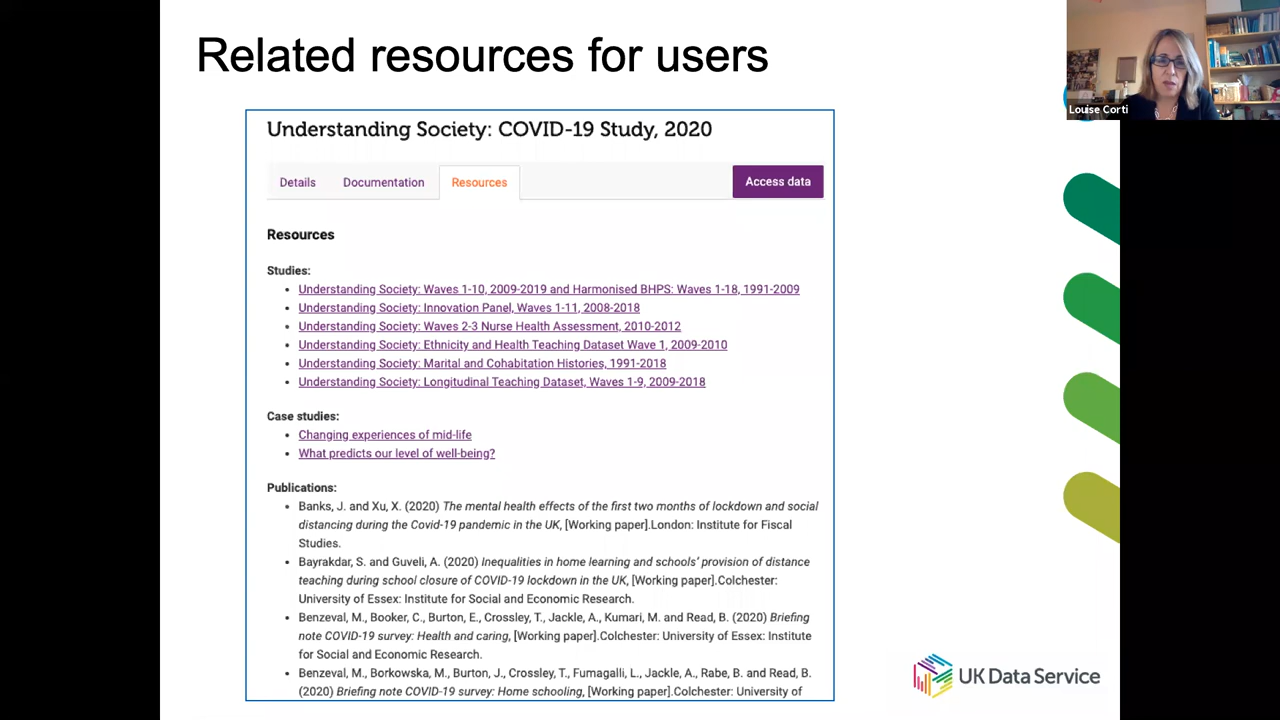 Related resources for users
Louise Corti
Understanding Society: COVID-19 Study, 2020
Details
Documentation
Resources
Access data
Resources
Studies:
Understanding Society: Waves 1-10, 2009-2019 and Harmonised BHPS: Waves 1-18, 1991-2009
Understanding Society: Innovation Panel, Waves 1-11, 2008-2018
Understanding Society: Waves 2-3 Nurse Health Assessment, 2010-2012
Understanding Society: Ethnicity and Health Teaching Dataset Wave 1, 2009-2010
Understanding Society: Marital and Cohabitation Histories, 1991-2018
Understanding Society: Longitudinal Teaching Dataset, Waves 1-9, 2009-2018
Case studies:
Changing experiences of mid-life
What predicts our level of well-being?
Publications:
Banks, J. and Xu, X. (2020) The mental health effects of the first two months of lockdown and social
distancing during the Covid-19 pandemic in the UK, [Working paper].London: Institute for Fiscal
Studies.
Bayrakdar, S. and Guveli, A. (2020) Inequalities in home learning and schools' provision of distance
teaching during school closure of COVID-19 lockdown in the UK, [Working paper].Colchester:
University of Essex: Institute for Social and Economic Research.
Benzeval, M., Booker, C., Burton, E., Crossley, T., Jackle, A., Kumari, M. and Read, B. (2020) Briefing
note COVID-19 survey: Health and caring, [Working paper].Colchester: University of Essex: Institute
for Social and Economic Research.
Benzeval, M., Borkowska, M., Burton, J., Crossley, T., Fumagalli, L., Jackle, A., Rabe, B. and Read, B.
(2020) Briefing note COVID-19 survey: Home schooling, [Working paper].Colchester: University of
UK Data Service